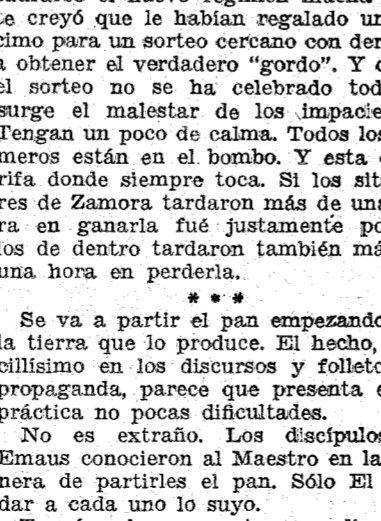 te creyó que le habían regalado un
cimo para un sorteo cercano con der
a obtener el verdadero “gordo”. Y c
el sorteo no se ha celebrado tod
surge el malestar de los impacie
Tengan un poco de calma. Todos los
meros están en el bombo. Y esta
rifa donde siempre toca. Si los sit
res de Zamora tardaron más de una
ra en ganarla fué justamente po
los de dentro tardaron también má
una hora en perderla.
* * *
Se va a partir el pan empezando
la tierra que lo produce. El hecho,
cillísimo en los discursos y folleto
propaganda, parece que presenta e
práctica no pocas dificultades.
No es extraño. Los discípulos
Emaus conocieron al Maestro en la
nera de partirles el pan. Sólo El
dar a cada uno lo suyo.